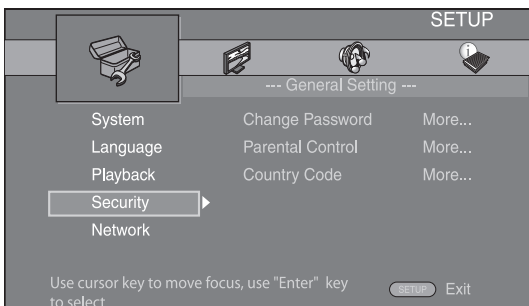 SETUP
--- General Setting ---
System
Change Password More...
Language
Parental Control More...
Playback
Country Code More...
Security
Network
Use cursor key to move focus, use "Enter" key
to select
SETUP Exit